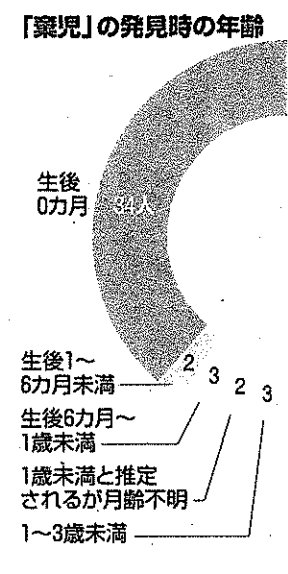 「棄児」の発見時の年齢
生後
0カ月
34人
生後1〜
6カ月未満
2
生後6カ月〜
1歳未満
3
1歳未満と推定
されるが月齢不明
2
1〜3歳未満
3